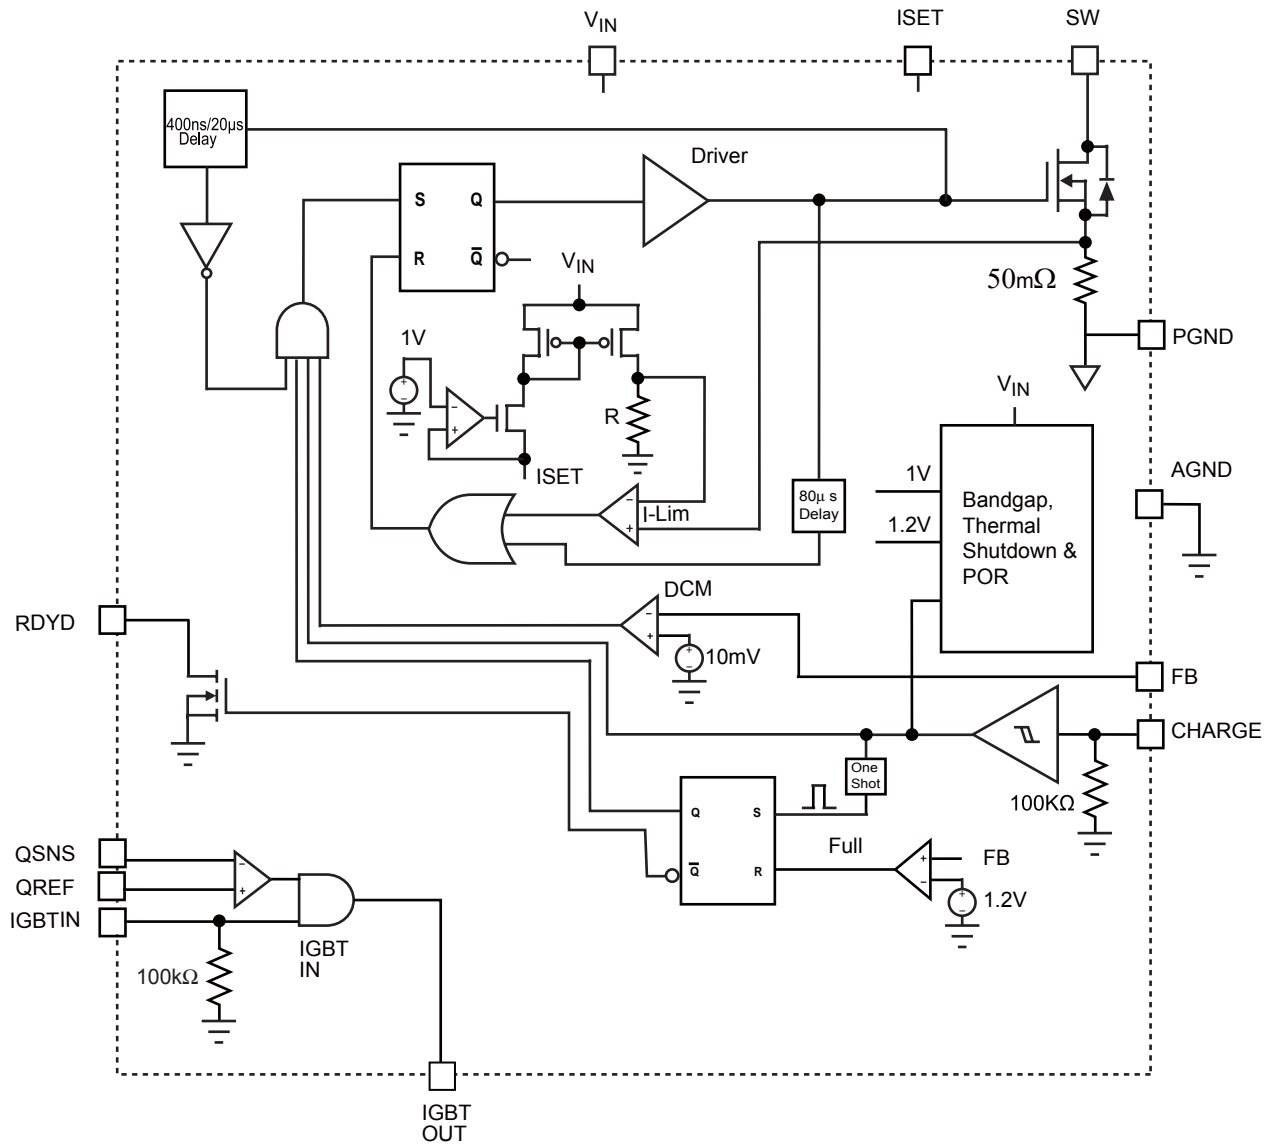 VIN
ISET
SW
400ns/20µs
Delay
Driver
S
Q
R
Q
VIN
50mΩ
1V
PGND
VIN
R
ISET
I-Lim
80µ s
Delay
1V
1.2V
Bandgap,
Thermal
Shutdown &
POR
AGND
DCM
10mV
RDYD
FB
CHARGE
One
Shot
100KΩ
Q
S
Q
R
Full
FB
1.2V
QSNS
QREF
IGBTIN
IGBT
IN
100kΩ
IGBT
OUT